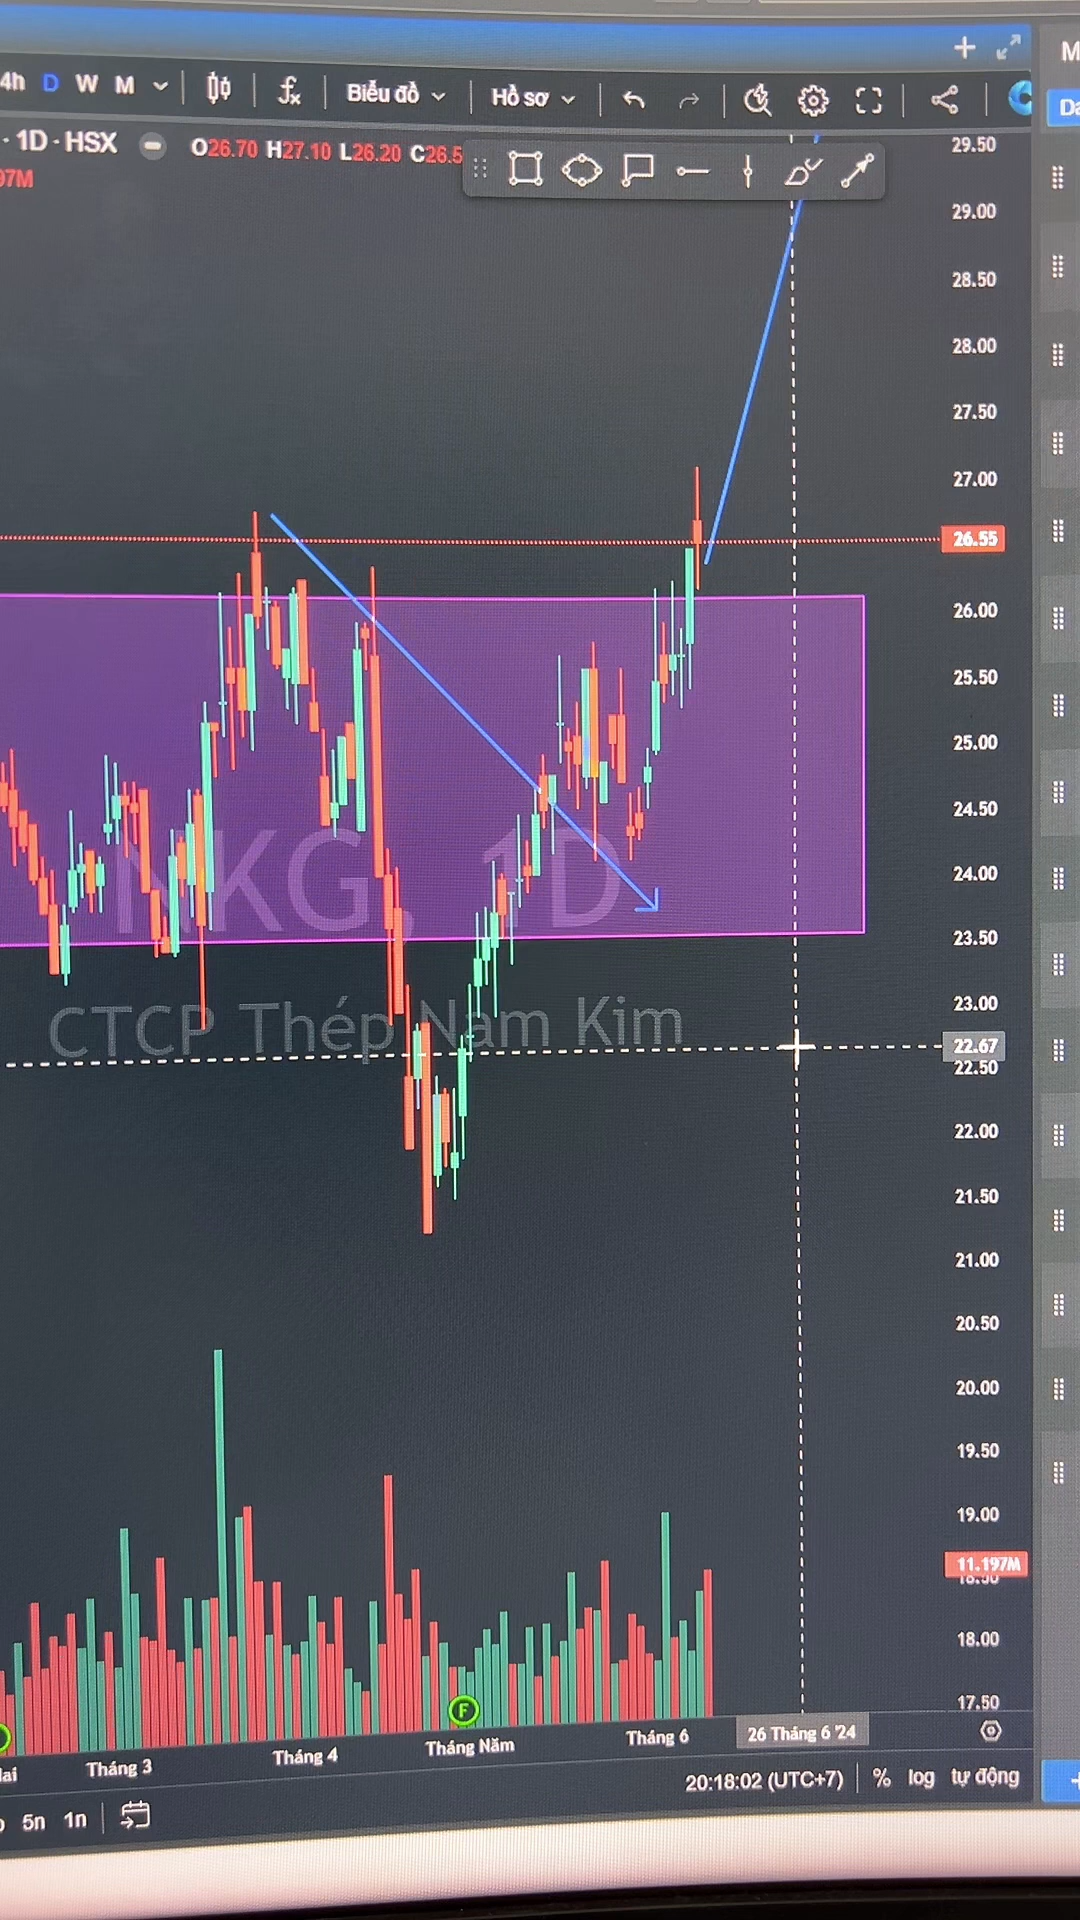 4h D W M Biểu đồ Hồ sơ
· 1D · HSX O26.70 H27.10 L26.20 C26.5
97M
29.50
29.00
28.50
28.00
27.50
27.00
26.55
26.00
25.50
25.00
24.50
24.00
23.50
23.00
22.67
22.50
22.00
21.50
21.00
20.50
20.00
19.50
19.00
11.197M
18.50
18.00
17.50
NKG, 1D
CTCP Thép Nam Kim
F
Tháng 3 Tháng 4 Tháng Năm Tháng 6 26 Tháng 6 '24
20:18:02 (UTC+7) % log tự động
5n 1n